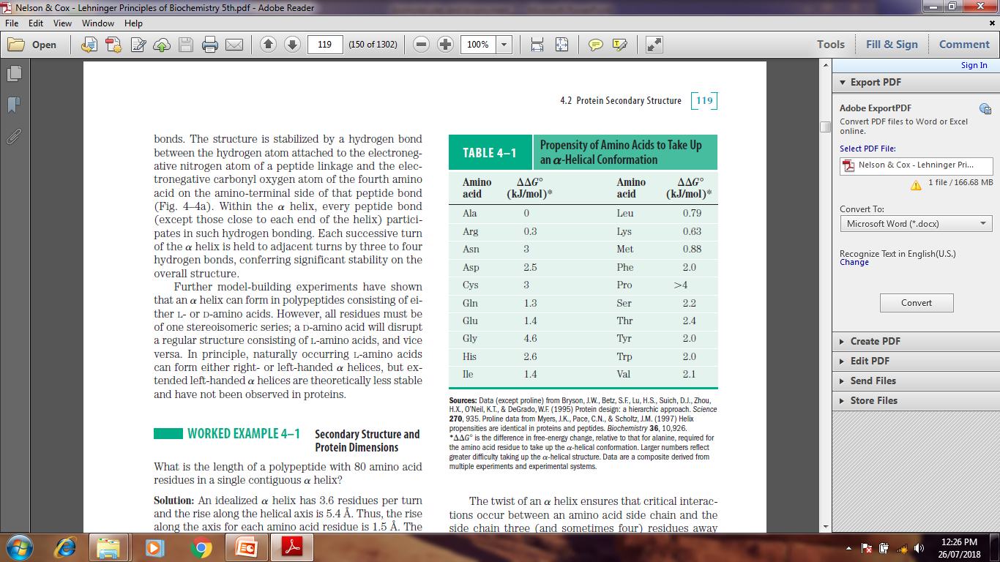 Nelson & Cox - Lehninger Principles of Biochemistry 5th.pdf - Adobe Reader
File Edit View Window Help
Open 119 (150 of 1302) 100% Tools Fill & Sign Comment
Sign In
4.2 Protein Secondary Structure 119
bonds. The structure is stabilized by a hydrogen bond
between the hydrogen atom attached to the electroneg-
ative nitrogen atom of a peptide linkage and the elec-
tronegative carbonyl oxygen atom of the fourth amino
acid on the amino-terminal side of that peptide bond
(Fig. 4–4a). Within the α helix, every peptide bond
(except those close to each end of the helix) partici-
pates in such hydrogen bonding. Each successive turn
of the α helix is held to adjacent turns by three to four
hydrogen bonds, conferring significant stability on the
overall structure.
Further model-building experiments have shown
that an α helix can form in polypeptides consisting of ei-
ther L- or D-amino acids. However, all residues must be
of one stereoisomeric series; a D-amino acid will disrupt
a regular structure consisting of L-amino acids, and vice
versa. In principle, naturally occurring L-amino acids
can form either right- or left-handed α helices, but ex-
tended left-handed α helices are theoretically less stable
and have not been observed in proteins.
WORKED EXAMPLE 4–1 Secondary Structure and
Protein Dimensions
What is the length of a polypeptide with 80 amino acid
residues in a single contiguous α helix?
Solution: An idealized α helix has 3.6 residues per turn
and the rise along the helical axis is 5.4 Å. Thus, the rise
along the axis for each amino acid residue is 1.5 Å. The
TABLE 4–1 Propensity of Amino Acids to Take Up
an α-Helical Conformation
Amino ΔΔG° Amino ΔΔG°
acid (kJ/mol)* acid (kJ/mol)*
Ala 0 Leu 0.79
Arg 0.3 Lys 0.63
Asn 3 Met 0.88
Asp 2.5 Phe 2.0
Cys 3 Pro >4
Gln 1.3 Ser 2.2
Glu 1.4 Thr 2.4
Gly 4.6 Tyr 2.0
His 2.6 Trp 2.0
Ile 1.4 Val 2.1
Sources: Data (except proline) from Bryson, J.W., Betz, S.F., Lu, H.S., Suich, D.J., Zhou,
H.X., O'Neil, K.T., & DeGrado, W.F. (1995) Protein design: a hierarchic approach. Science
270, 935. Proline data from Myers, J.K., Pace, C.N., & Scholtz, J.M. (1997) Helix
propensities are identical in proteins and peptides. Biochemistry 36, 10,926.
*ΔΔG° is the difference in free-energy change, relative to that for alanine, required for
the amino acid residue to take up the α-helical conformation. Larger numbers reflect
greater difficulty taking up the α-helical structure. Data are a composite derived from
multiple experiments and experimental systems.
The twist of an α helix ensures that critical interac-
tions occur between an amino acid side chain and the
side chain three (and sometimes four) residues away
Export PDF
Adobe ExportPDF
Convert PDF files to Word or Excel
online.
Select PDF File:
Nelson & Cox - Lehninger Pri...
1 file / 166.68 MB
Convert To:
Microsoft Word (*.docx)
Recognize Text in English(U.S.)
Change
Convert
Create PDF
Edit PDF
Send Files
Store Files
12:26 PM
26/07/2018